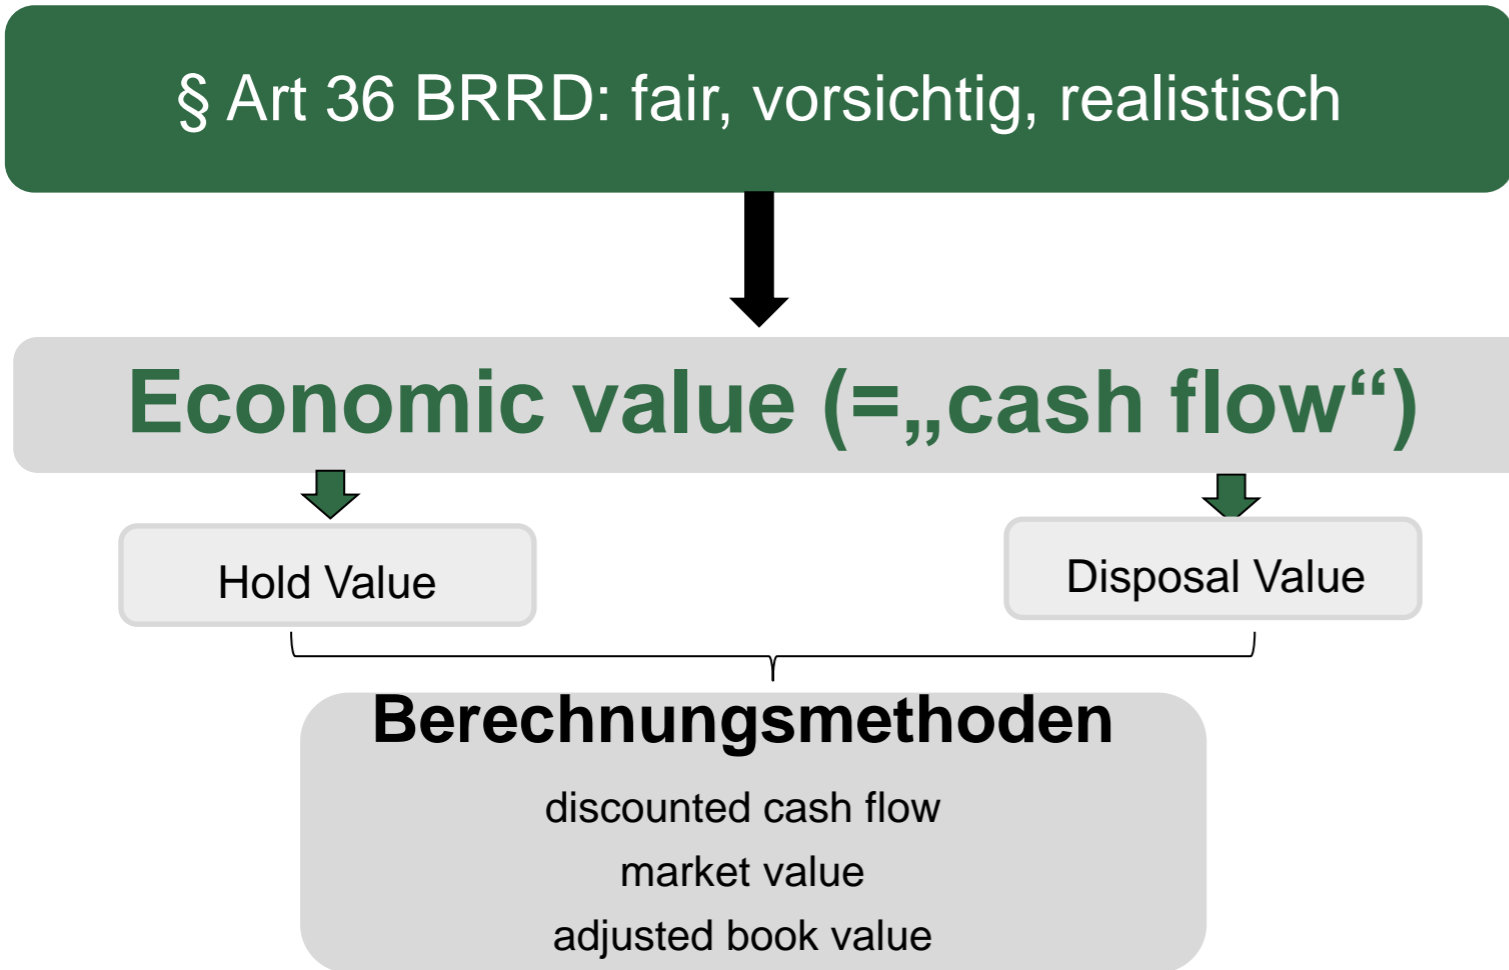 § Art 36 BRRD: fair, vorsichtig, realistisch
Economic value (=„cash flow“)
Hold Value
Disposal Value
Berechnungsmethoden
discounted cash flow
market value
adjusted book value